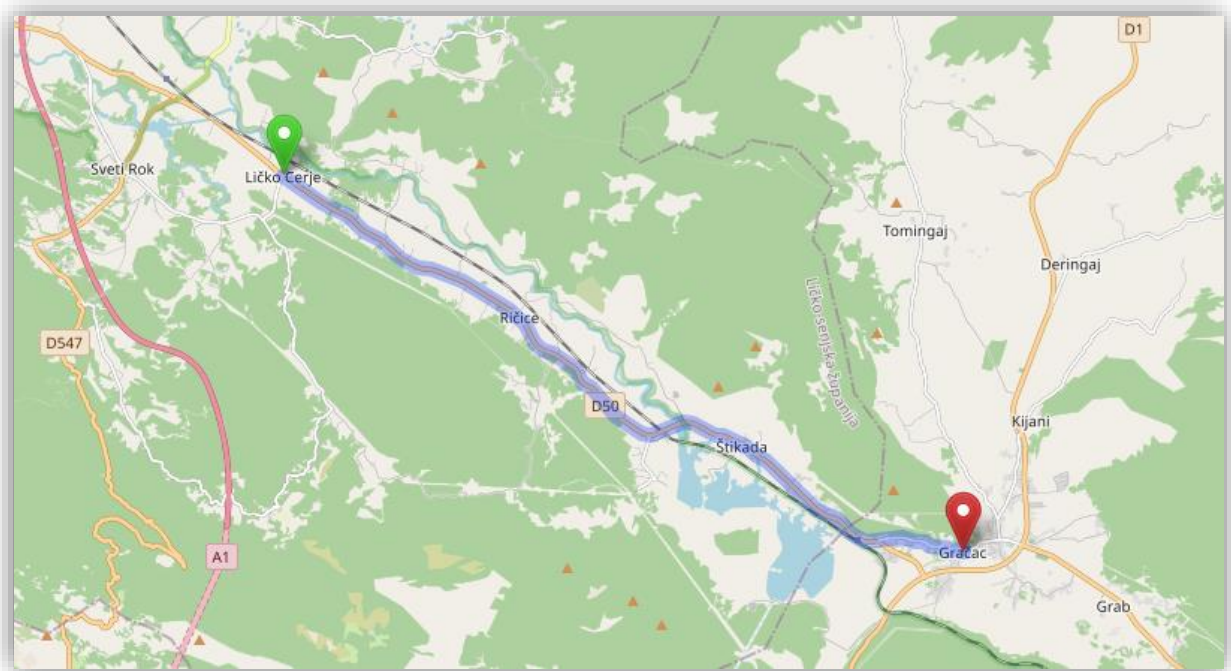 D1
Sveti Rok
Ličko Cerje
Tomingaj
Deringaj
Ličko-senjska županija
Ričice
D547
D50
Kijani
Štikada
A1
Gračac
Grab